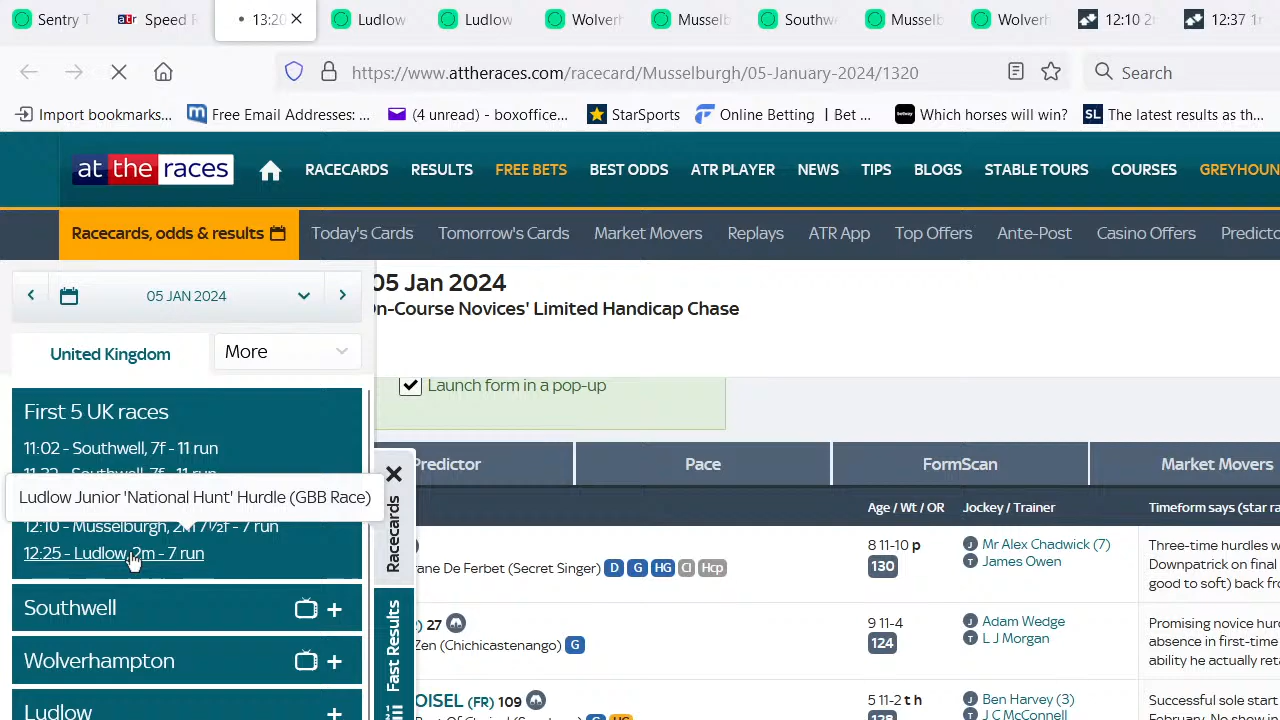 Sentry T
Speed R
13:20
Ludlow
Ludlow
Wolverh
Musselb
Southw
Musselb
Wolverh
12:10 2m
12:37 1m
https://www.attheraces.com/racecard/Musselburgh/05-January-2024/1320
Search
Import bookmarks...
Free Email Addresses: ...
(4 unread) - boxoffice...
StarSports
Online Betting | Bet ...
Which horses will win?
The latest results as th...
at the races
RACECARDS
RESULTS
FREE BETS
BEST ODDS
ATR PLAYER
NEWS
TIPS
BLOGS
STABLE TOURS
COURSES
GREYHOUN
Racecards, odds & results
Today's Cards
Tomorrow's Cards
Market Movers
Replays
ATR App
Top Offers
Ante-Post
Casino Offers
Predicto
05 JAN 2024
05 Jan 2024
n-Course Novices' Limited Handicap Chase
United Kingdom
More
Launch form in a pop-up
First 5 UK races
11:02 - Southwell, 7f - 11 run
11:32 - Southwell, 7f - 11 run
Ludlow Junior 'National Hunt' Hurdle (GBB Race)
12:10 - Musselburgh, 2m 7½f - 7 run
12:25 - Ludlow, 2m - 7 run
Southwell
Wolverhampton
Ludlow
Racecards
Fast Results
Predictor
Pace
FormScan
Market Movers
Age / Wt / OR
Jockey / Trainer
Timeform says (star ra
ane De Ferbet (Secret Singer) D G HG CI Hcp
8 11-10 p
130
J Mr Alex Chadwick (7)
T James Owen
Three-time hurdles w
Downpatrick on final
good to soft) back fro
27
Zen (Chichicastenango) G
9 11-4
124
J Adam Wedge
T L J Morgan
Promising novice hurd
absence in first-time
ability he actually reta
OISEL (FR) 109
5 11-2 t h
J Ben Harvey (3)
T J C McConnell
Successful sole start
February. No show i